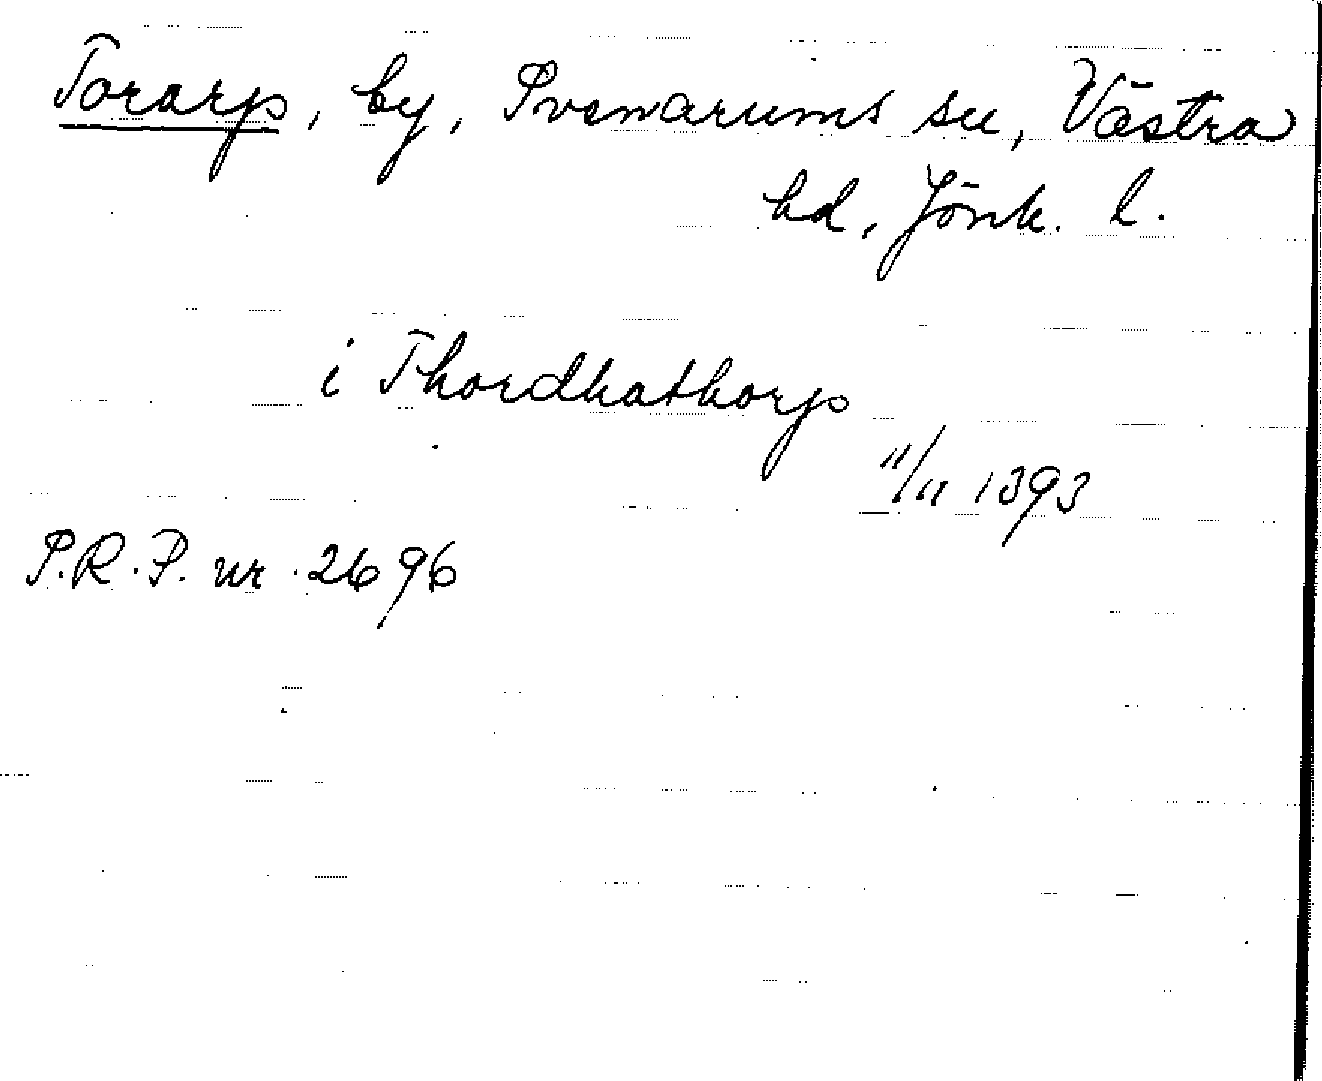 Torarp, by, Svenarums sn, Västra
hd, Jönk. l.
i Thordhathorp
11/11 1393
S.R.P. nr. 2696